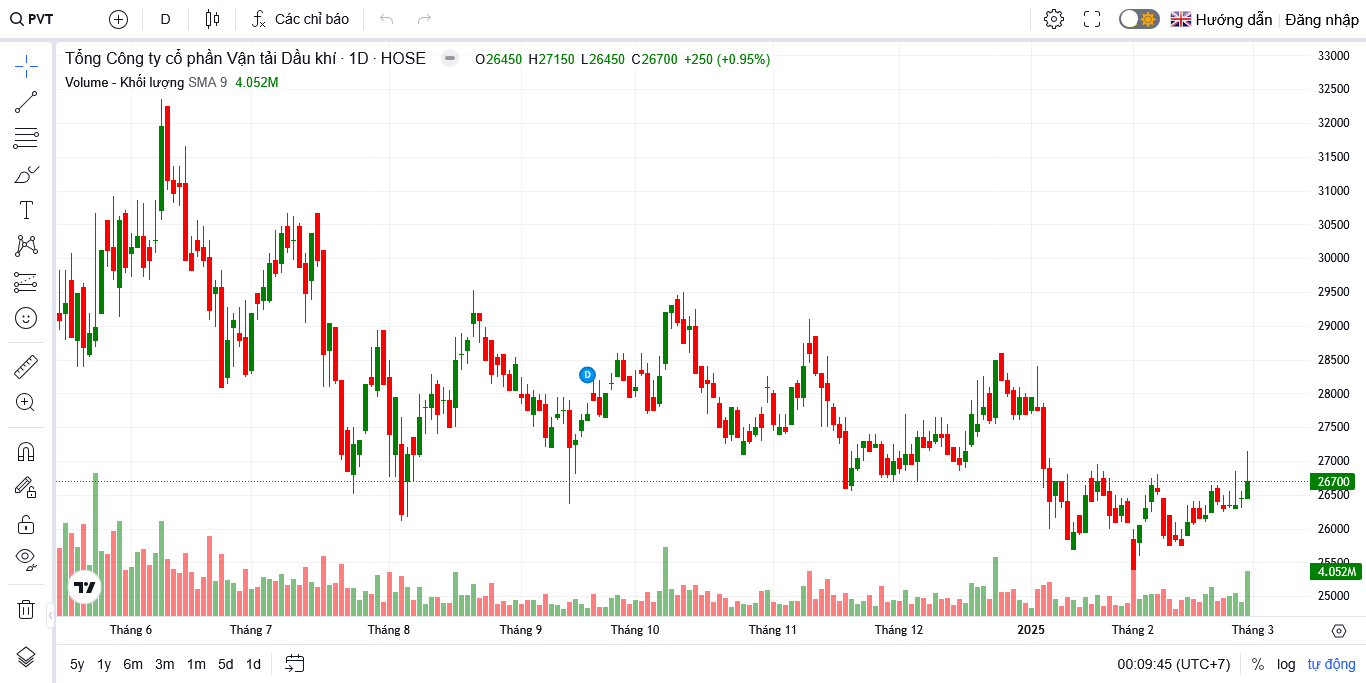 PVT D Các chỉ báo Hướng dẫn Đăng nhập
Tổng Công ty cổ phần Vận tải Dầu khí · 1D · HOSE O26450 H27150 L26450 C26700 +250 (+0.95%)
Volume - Khối lượng SMA 9 4.052M
33000
32500
32000
31500
31000
30500
30000
29500
29000
28500
D
28000
27500
27000
26700
26500
26000
25500
4.052M
25000
Tháng 6 Tháng 7 Tháng 8 Tháng 9 Tháng 10 Tháng 11 Tháng 12 2025 Tháng 2 Tháng 3
5y 1y 6m 3m 1m 5d 1d 00:09:45 (UTC+7) % log tự động